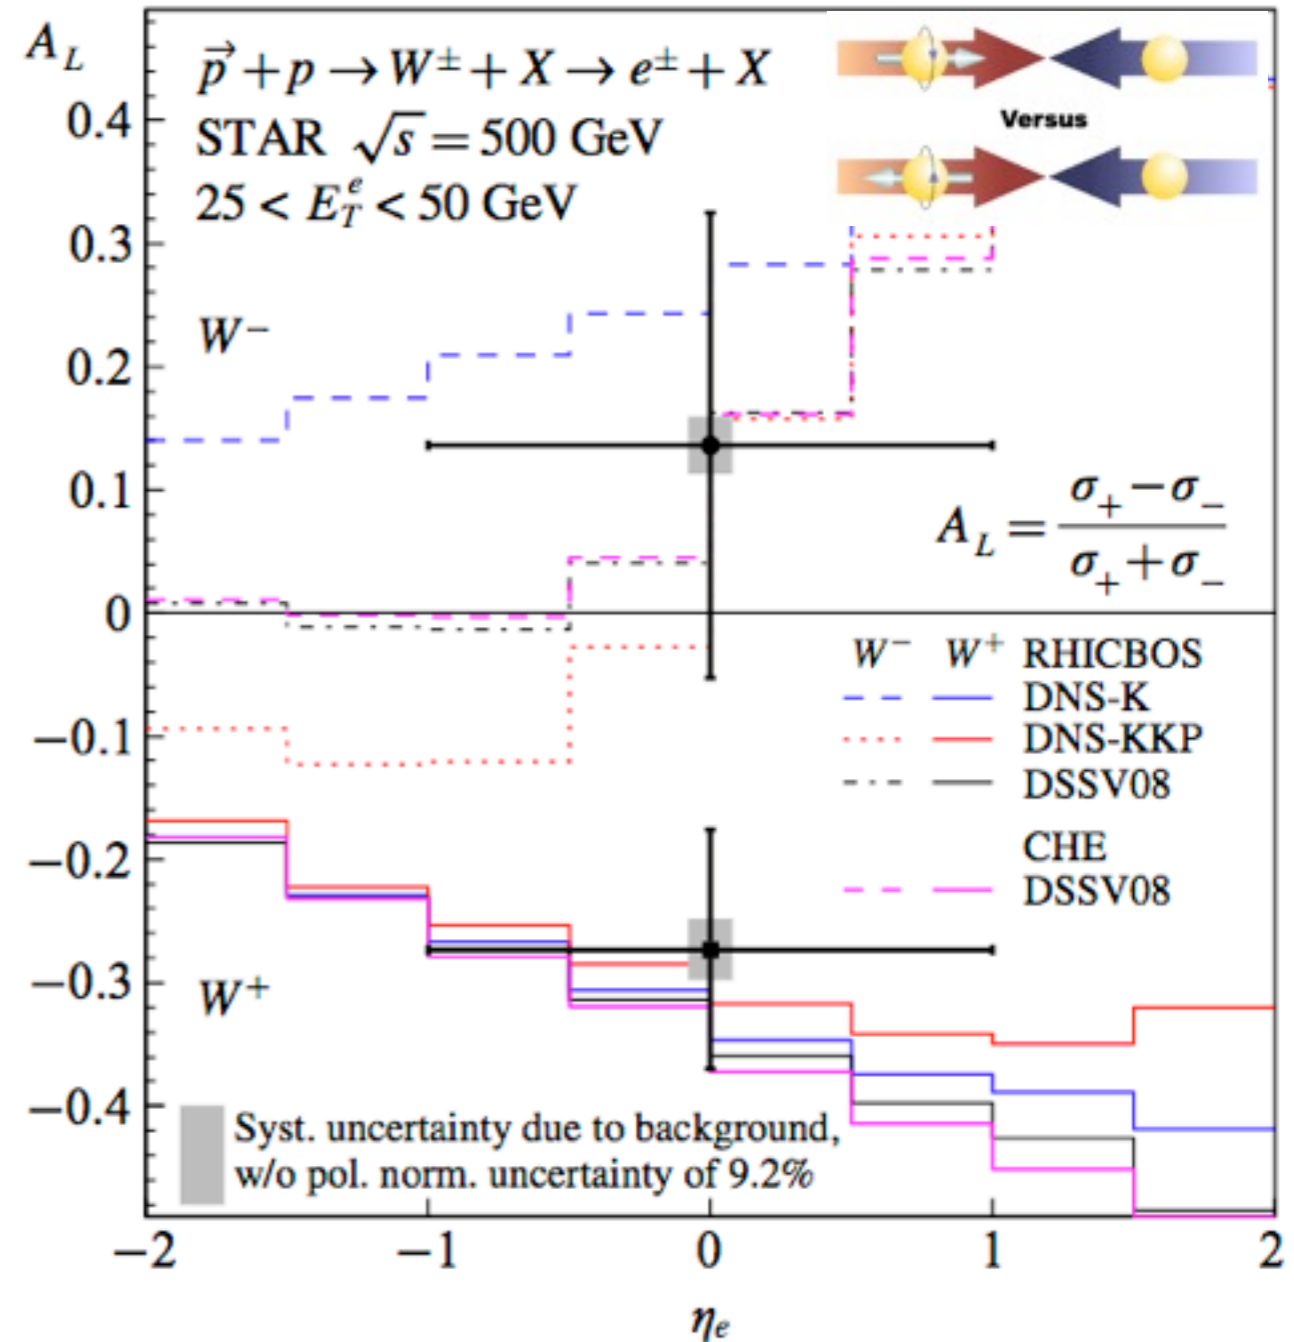 A_L
p⃗ + p → W± + X → e± + X
STAR √s = 500 GeV
25 < E_T^e < 50 GeV
Versus
0.4
0.3
0.2
0.1
0
−0.1
−0.2
−0.3
−0.4
W−
A_L = (σ_+ − σ_−) / (σ_+ + σ_−)
W− W+ RHICBOS
DNS-K
DNS-KKP
DSSV08
CHE
DSSV08
W+
Syst. uncertainty due to background,
w/o pol. norm. uncertainty of 9.2%
−2 −1 0 1 2
η_e